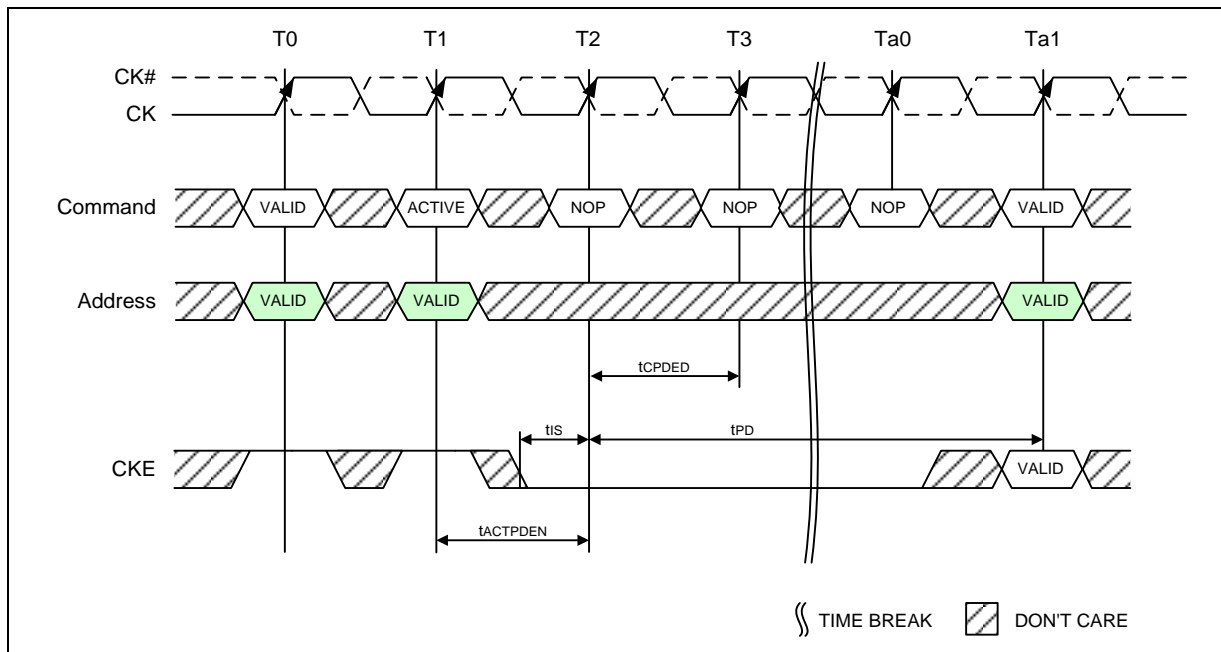 T0 T1 T2 T3 Ta0 Ta1
CK#
CK
Command VALID ACTIVE NOP NOP NOP VALID
Address VALID VALID VALID
tCPDED
tIS tPD
CKE VALID
tACTPDEN
TIME BREAK DON'T CARE